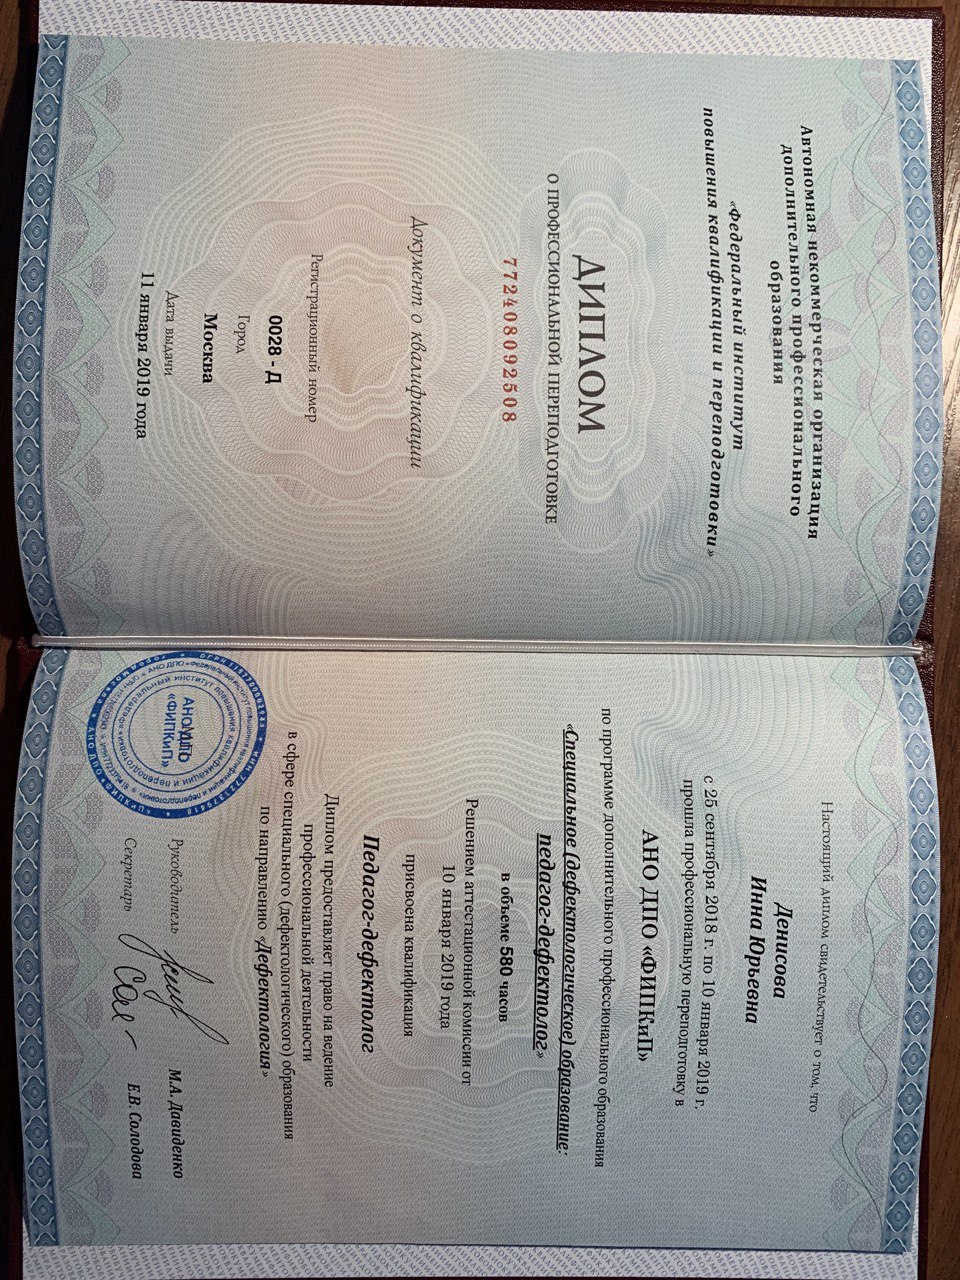 Автономная некоммерческая организация
дополнительного профессионального
образования
«Федеральный институт
повышения квалификации и переподготовки»
ДИПЛОМ
О ПРОФЕССИОНАЛЬНОЙ ПЕРЕПОДГОТОВКЕ
772408092508
Документ о квалификации
Регистрационный номер
0028 - Д
Город
Москва
Дата выдачи
11 января 2019 года
Настоящий диплом свидетельствует о том, что
Денисова
Инна Юрьевна
с 25 сентября 2018 г. по 10 января 2019 г.
прошла профессиональную переподготовку в
АНО ДПО «ФИПКиП»
по программе дополнительного профессионального образования
«Специальное (дефектологическое) образование:
педагог-дефектолог»
в объеме 580 часов
Решением аттестационной комиссии от
10 января 2019 года
присвоена квалификация
Педагог-дефектолог
Диплом предоставляет право на ведение
профессиональной деятельности
в сфере специального (дефектологического) образования
по направлению «Дефектология»
Руководитель М.А. Давиденко
Секретарь Е.В. Солодова
АНО ДПО
«ФИПКиП»